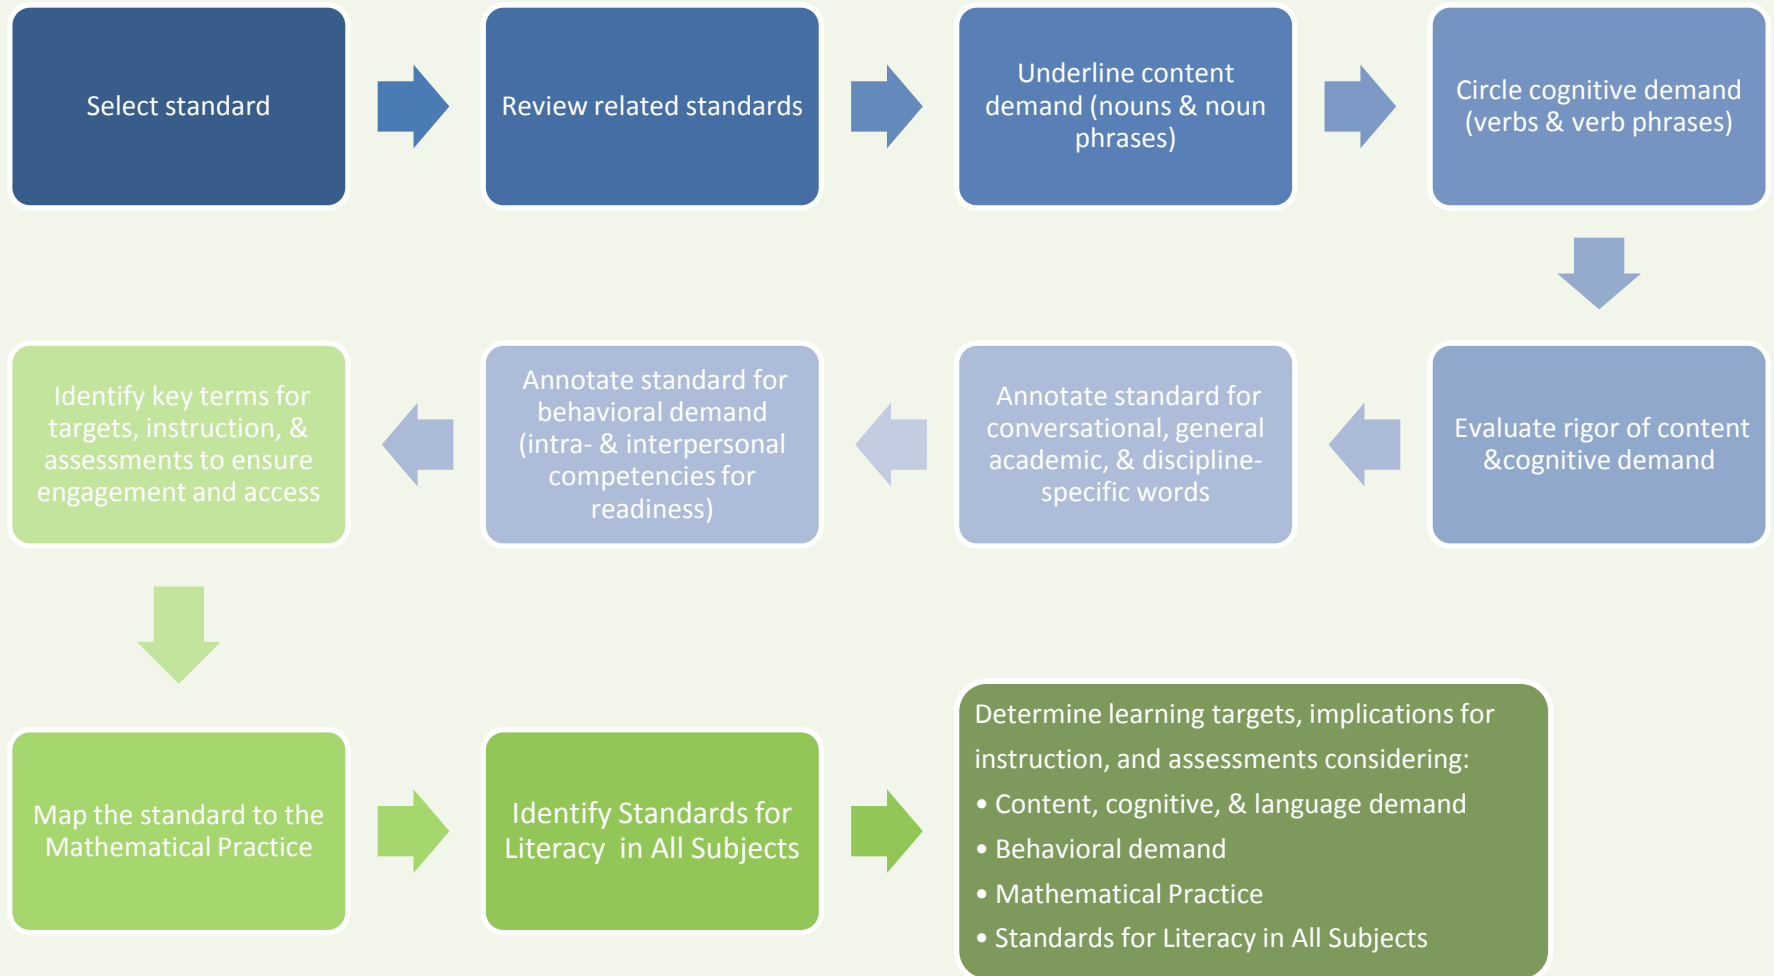 Select standard
Review related standards
Underline content
demand (nouns & noun
phrases)
Circle cognitive demand
(verbs & verb phrases)
Evaluate rigor of content
&cognitive demand
Annotate standard for
conversational, general
academic, & discipline-
specific words
Annotate standard for
behavioral demand
(intra- & interpersonal
competencies for
readiness)
Identify key terms for
targets, instruction, &
assessments to ensure
engagement and access
Map the standard to the
Mathematical Practice
Identify Standards for
Literacy in All Subjects
Determine learning targets, implications for
instruction, and assessments considering:
• Content, cognitive, & language demand
• Behavioral demand
• Mathematical Practice
• Standards for Literacy in All Subjects